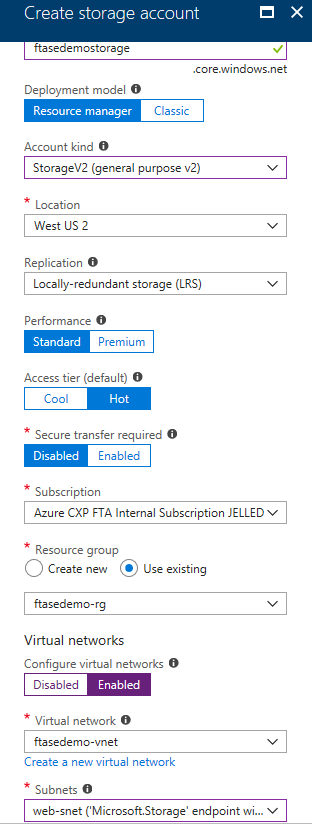 Create storage account
ftasedemostorage
.core.windows.net
Deployment model
Resource manager Classic
Account kind
StorageV2 (general purpose v2)
* Location
West US 2
Replication
Locally-redundant storage (LRS)
Performance
Standard Premium
Access tier (default)
Cool Hot
* Secure transfer required
Disabled Enabled
* Subscription
Azure CXP FTA Internal Subscription JELLED
* Resource group
Create new Use existing
ftasedemo-rg
Virtual networks
Configure virtual networks
Disabled Enabled
* Virtual network
ftasedemo-vnet
Create a new virtual network
* Subnets
web-snet ('Microsoft.Storage' endpoint wi...